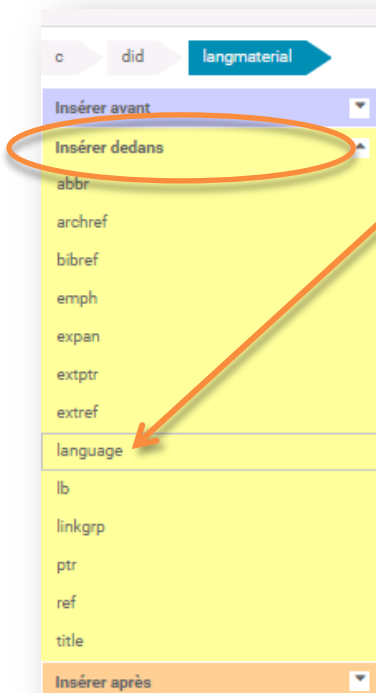 c did langmaterial
Insérer avant
Insérer dedans
abbr
archref
bibref
emph
expan
extptr
extref
language
lb
linkgrp
ptr
ref
title
Insérer après